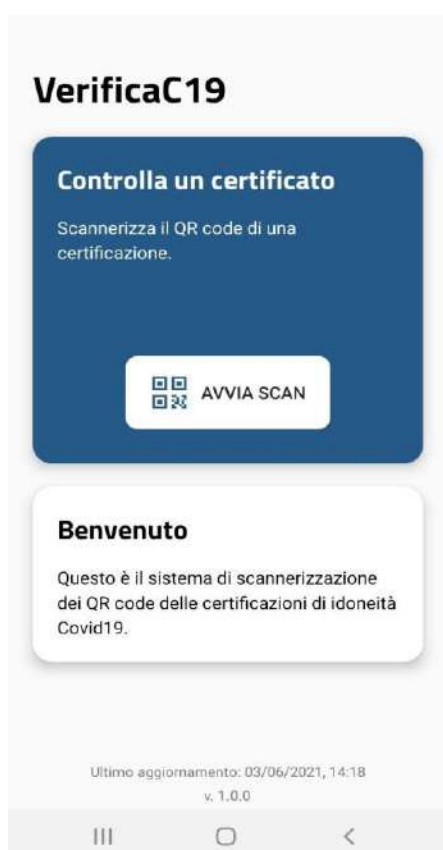 VerificaC19
Controlla un certificato
Scannerizza il QR code di una
certificazione.
AVVIA SCAN
Benvenuto
Questo è il sistema di scannerizzazione
dei QR code delle certificazioni di idoneità
Covid19.
Ultimo aggiornamento: 03/06/2021, 14:18
v. 1.0.0